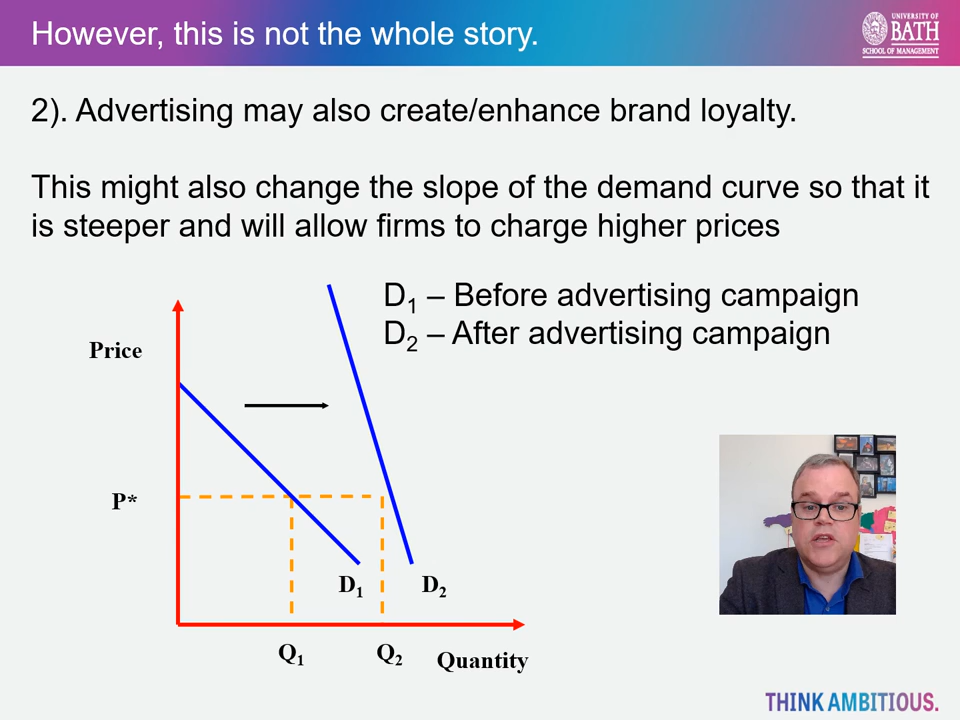 However, this is not the whole story.
UNIVERSITY OF
BATH
SCHOOL OF MANAGEMENT
2). Advertising may also create/enhance brand loyalty.
This might also change the slope of the demand curve so that it
is steeper and will allow firms to charge higher prices
D1 – Before advertising campaign
D2 – After advertising campaign
Price
P*
D1 D2
Q1 Q2 Quantity
THINK AMBITIOUS.